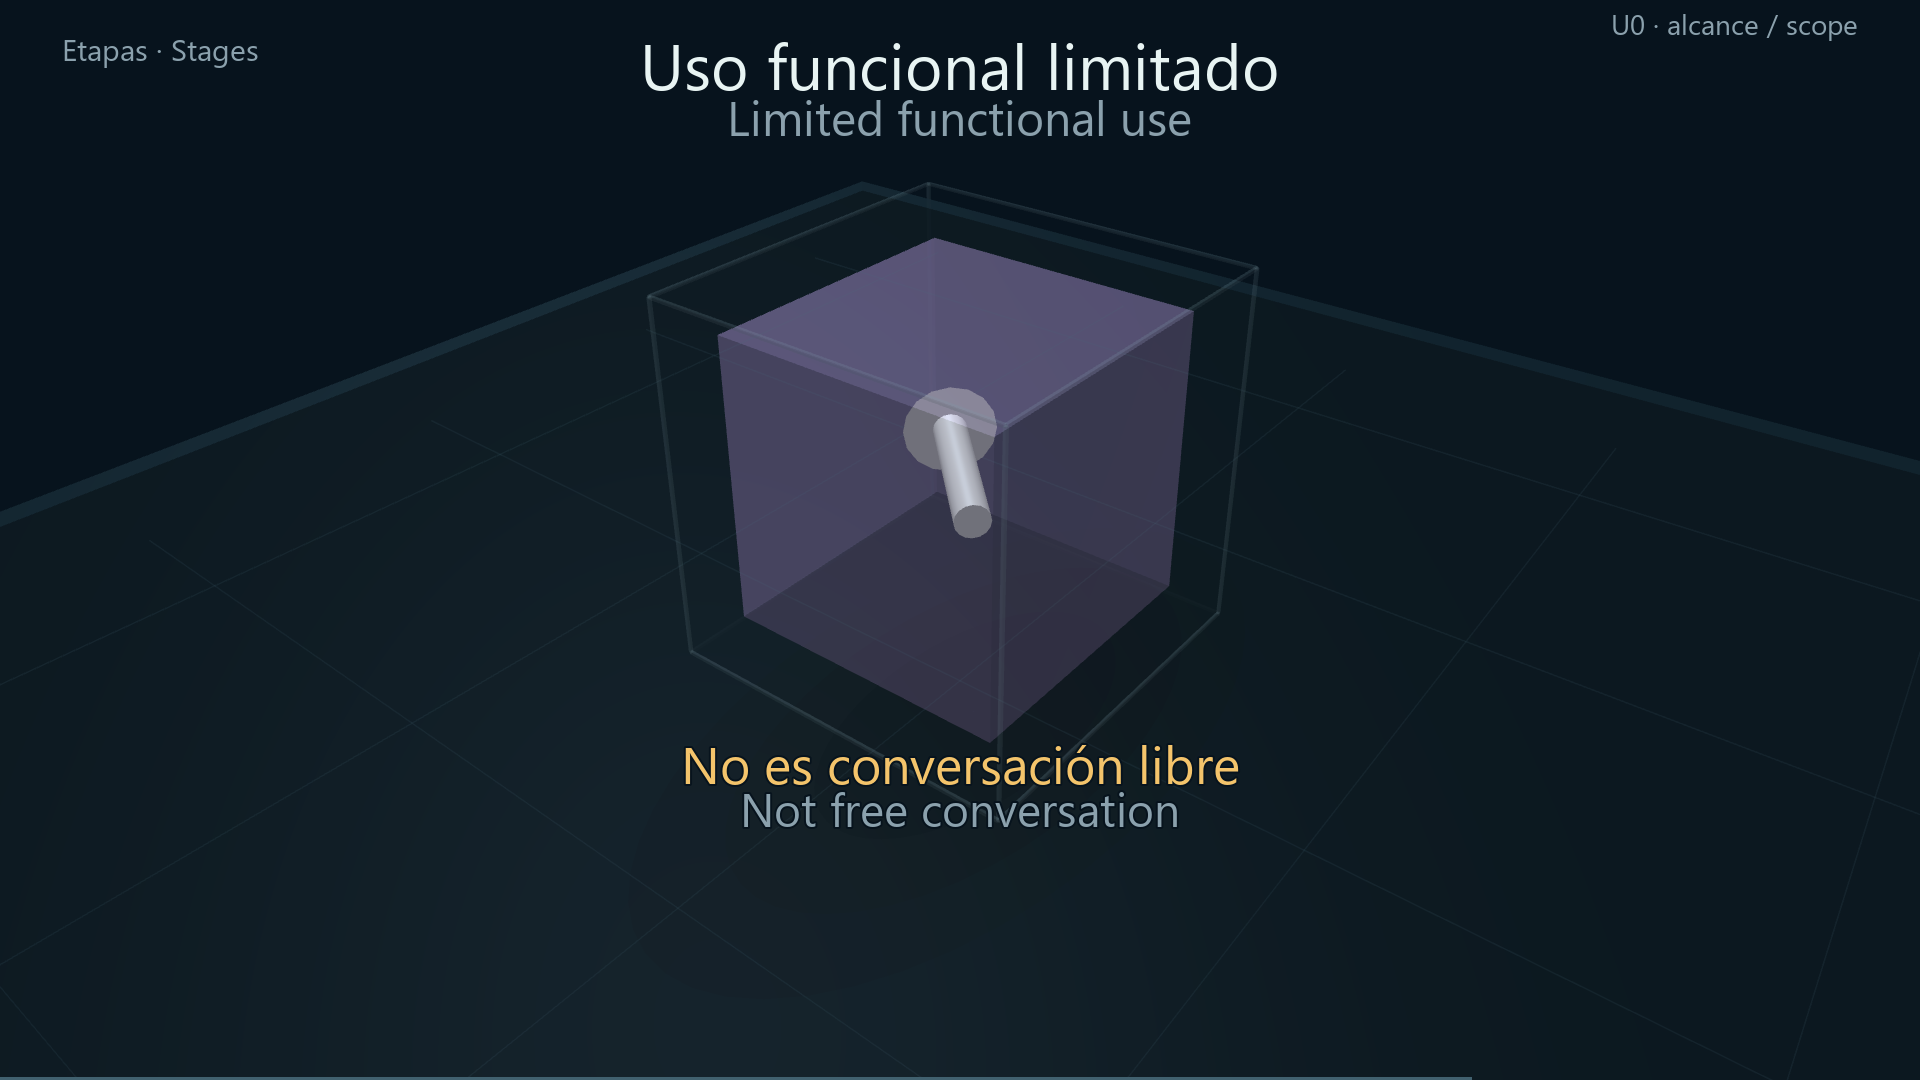 Etapas · Stages
U0 · alcance / scope
Uso funcional limitado
Limited functional use
No es conversación libre
Not free conversation